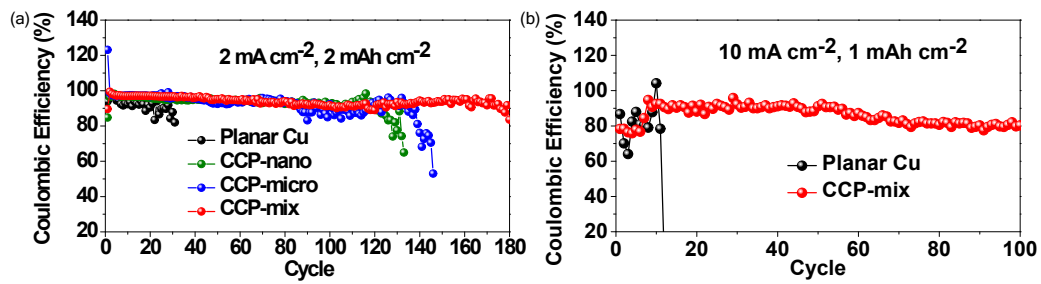 (a)
Coulombic Efficiency (%)
140
120
100
80
60
40
20
2 mA cm-2, 2 mAh cm-2
Planar Cu
CCP-nano
CCP-micro
CCP-mix
0 20 40 60 80 100 120 140 160 180
Cycle
(b)
Coulombic Efficiency (%)
140
120
100
80
60
40
20
10 mA cm-2, 1 mAh cm-2
Planar Cu
CCP-mix
0 20 40 60 80 100
Cycle